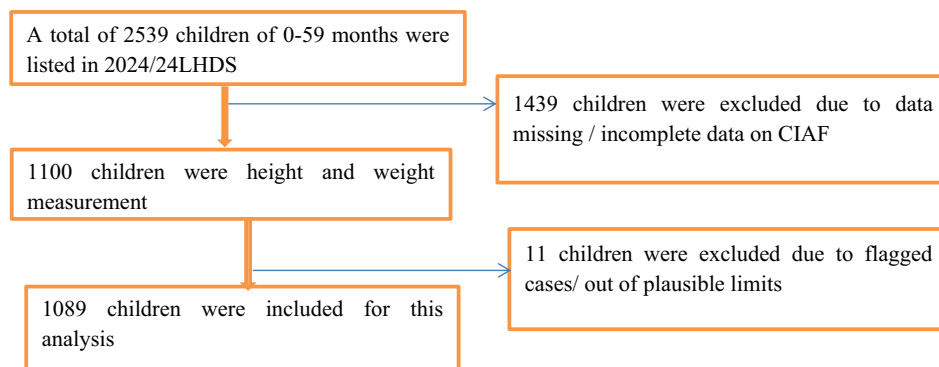 A total of 2539 children of 0-59 months were
listed in 2024/24LHDS
1439 children were excluded due to data
missing / incomplete data on CIAF
1100 children were height and weight
measurement
11 children were excluded due to flagged
cases/ out of plausible limits
1089 children were included for this
analysis